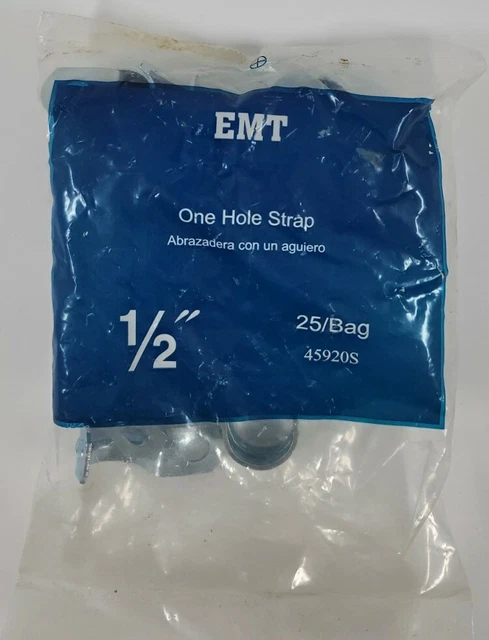 EMT
One Hole Strap
Abrazadera con un aguiero
1/2"
25/Bag
45920S